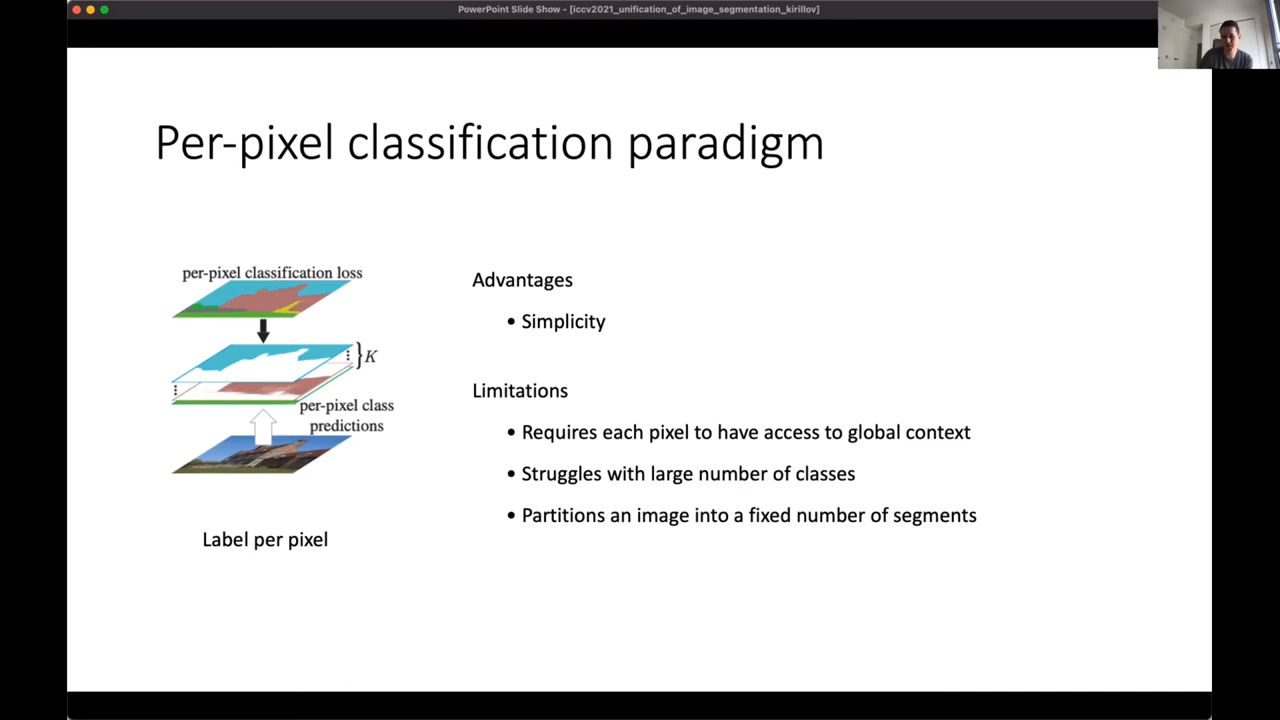 PowerPoint Slide Show - [iccv2021_unification_of_image_segmentation_kirillov]
Per-pixel classification paradigm
per-pixel classification loss
K
per-pixel class
predictions
Label per pixel
Advantages
• Simplicity
Limitations
• Requires each pixel to have access to global context
• Struggles with large number of classes
• Partitions an image into a fixed number of segments